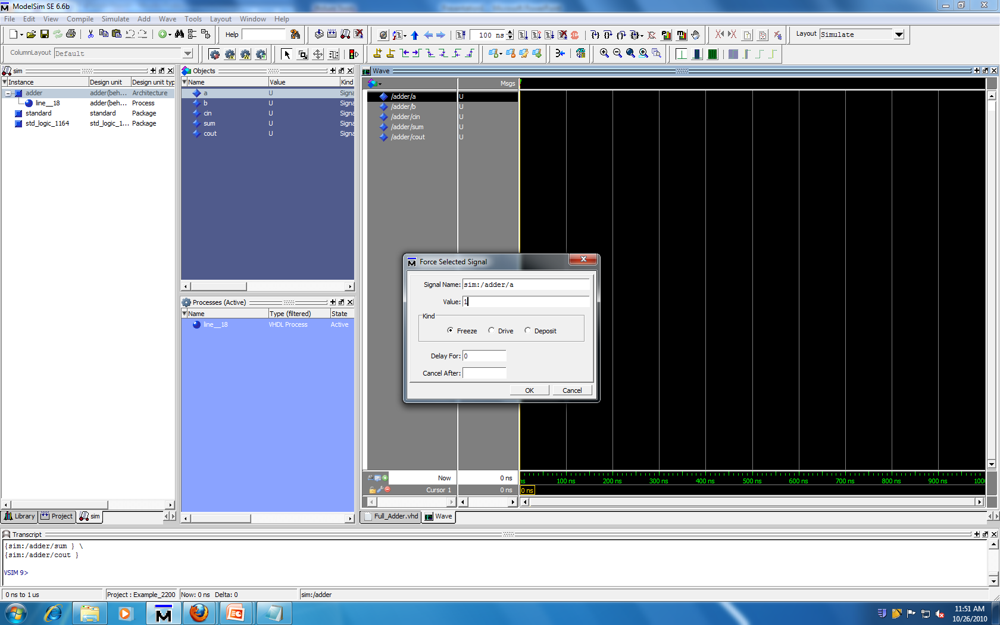 ModelSim SE 6.6b
File Edit View Compile Simulate Add Wave Tools Layout Window Help
Help 100 ns Layout Simulate
ColumnLayout Default
sim
Instance Design unit Design unit typ
adder adder(beh... Architecture
line__18 adder(beh... Process
standard standard Package
std_logic_1164 std_logic_1... Package
Library Project sim
Objects
Name Value Kind
a U Signa
b U Signa
cin U Signa
sum U Signa
cout U Signa
Processes (Active)
Name Type (filtered) State
line__18 VHDL Process Active
Wave
Msgs
/adder/a U
/adder/b U
/adder/cin U
/adder/sum U
/adder/cout U
Force Selected Signal
Signal Name: sim:/adder/a
Value: 1
Kind
Freeze Drive Deposit
Delay For: 0
Cancel After:
OK Cancel
Now 0 ns
ns 100 ns 200 ns 300 ns 400 ns 500 ns 600 ns 700 ns 800 ns 900 ns 1000
Cursor 1 0 ns 0 ns
Full_Adder.vhd Wave
Transcript
{sim:/adder/sum } \
{sim:/adder/cout }
VSIM 9>
0 ns to 1 us Project : Example_2200 Now: 0 ns Delta: 0 sim:/adder
11:51 AM
10/26/2010